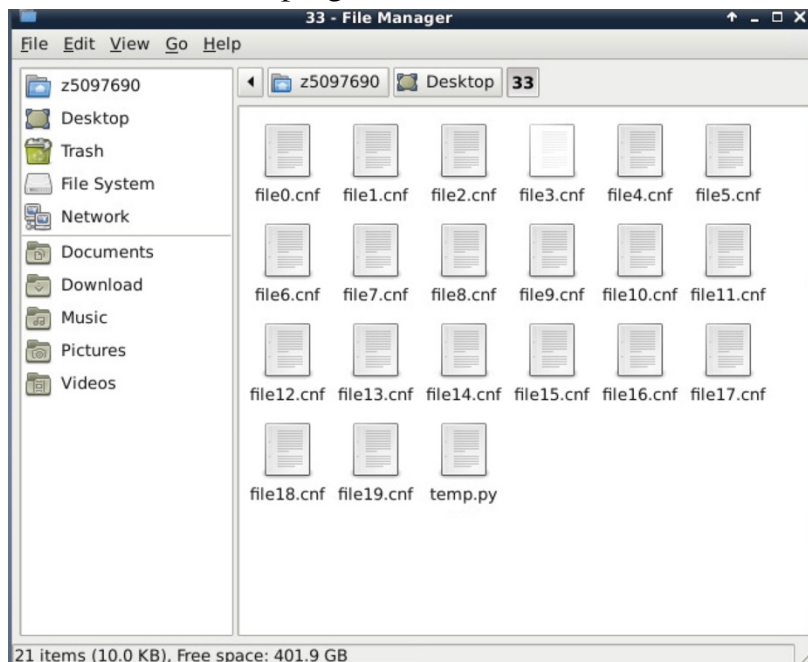 33 - File Manager
File Edit View Go Help
z5097690
Desktop
Trash
File System
Network
Documents
Download
Music
Pictures
Videos
z5097690 Desktop 33
file0.cnf file1.cnf file2.cnf file3.cnf file4.cnf file5.cnf
file6.cnf file7.cnf file8.cnf file9.cnf file10.cnf file11.cnf
file12.cnf file13.cnf file14.cnf file15.cnf file16.cnf file17.cnf
file18.cnf file19.cnf temp.py
21 items (10.0 KB), Free space: 401.9 GB